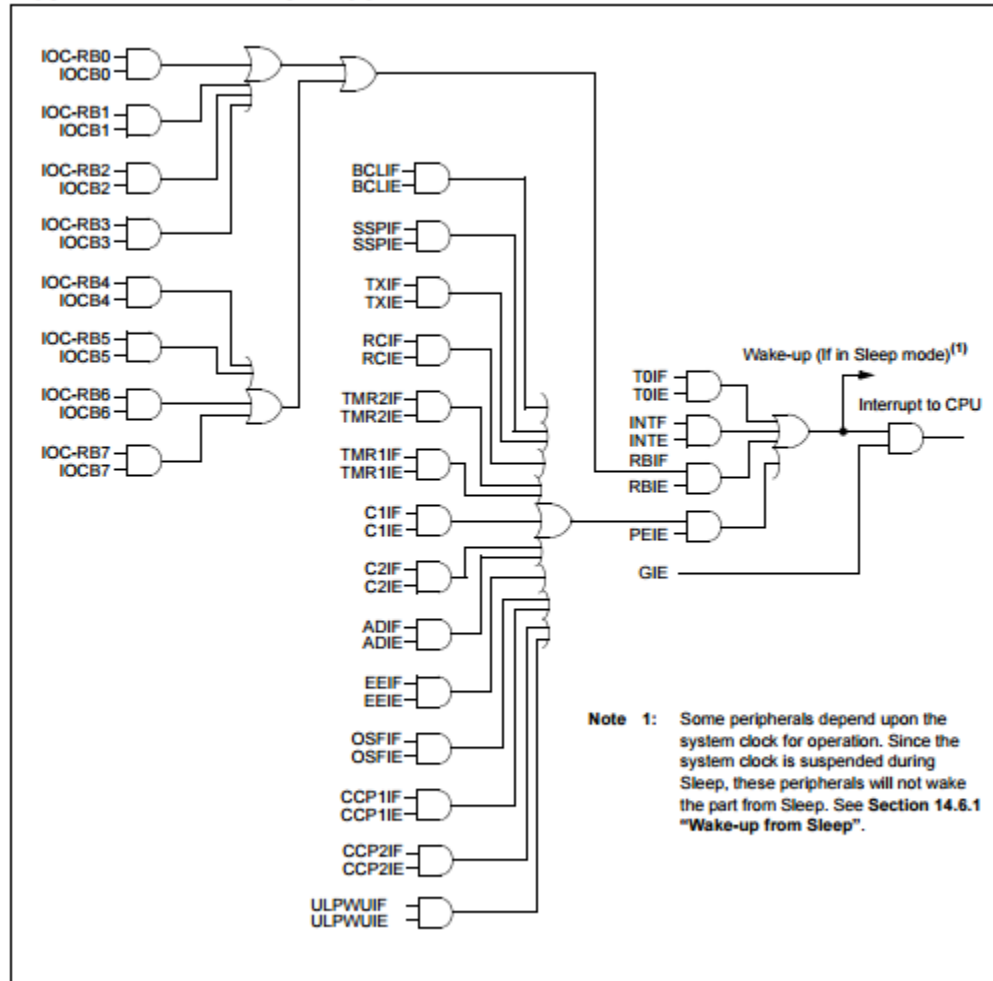 IOC-RB0
IOCB0
IOC-RB1
IOCB1
IOC-RB2
IOCB2
IOC-RB3
IOCB3
IOC-RB4
IOCB4
IOC-RB5
IOCB5
IOC-RB6
IOCB6
IOC-RB7
IOCB7
BCLIF
BCLIE
SSPIF
SSPIE
TXIF
TXIE
RCIF
RCIE
TMR2IF
TMR2IE
TMR1IF
TMR1IE
C1IF
C1IE
C2IF
C2IE
ADIF
ADIE
EEIF
EEIE
OSFIF
OSFIE
CCP1IF
CCP1IE
CCP2IF
CCP2IE
ULPWUIF
ULPWUIE
T0IF
T0IE
INTF
INTE
RBIF
RBIE
PEIE
GIE
Wake-up (If in Sleep mode)(1)
Interrupt to CPU
Note 1: Some peripherals depend upon the
system clock for operation. Since the
system clock is suspended during
Sleep, these peripherals will not wake
the part from Sleep. See Section 14.6.1
“Wake-up from Sleep”.